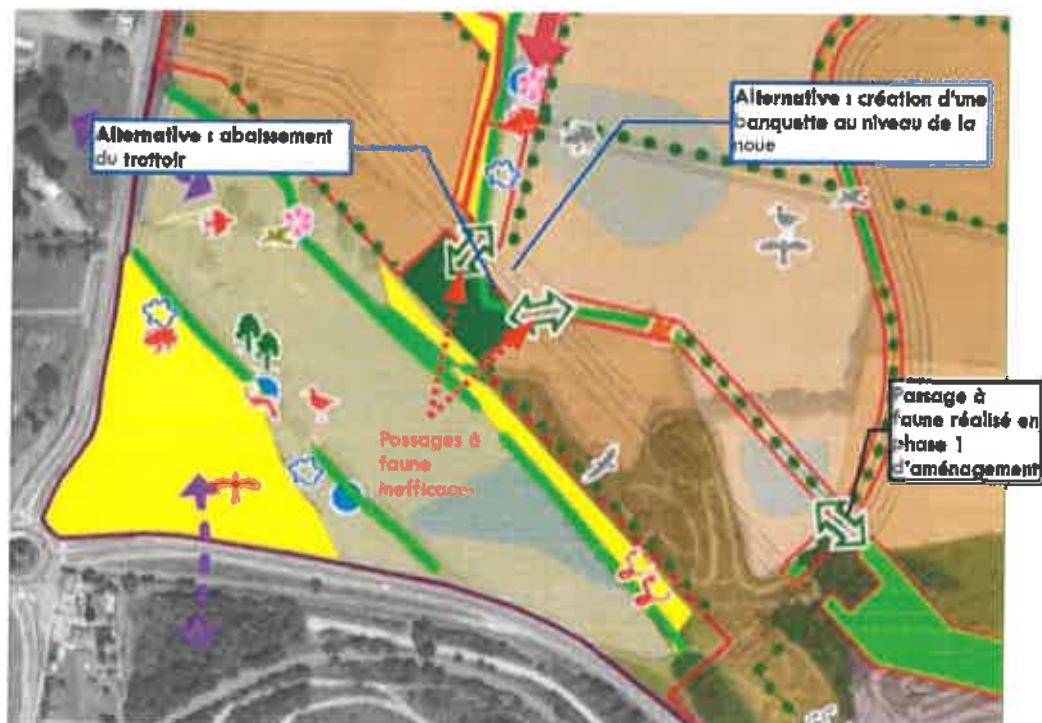 Alternative : abaissement
du trottoir
Alternative : création d'une
banquette au niveau de la
noue
Passages à
faune
inefficaces
Passage à
faune réalisé en
phase 1
d'aménagement